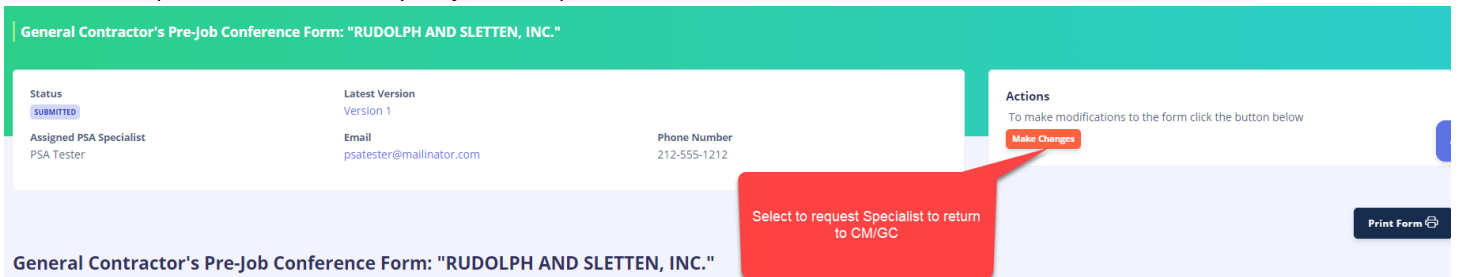 General Contractor's Pre-Job Conference Form: "RUDOLPH AND SLETTEN, INC."
Status
SUBMITTED
Latest Version
Version 1
Assigned PSA Specialist
PSA Tester
Email
psatester@mailinator.com
Phone Number
212-555-1212
Actions
To make modifications to the form click the button below
Make Changes
Select to request Specialist to return
to CM/GC
Print Form
General Contractor's Pre-Job Conference Form: "RUDOLPH AND SLETTEN, INC."